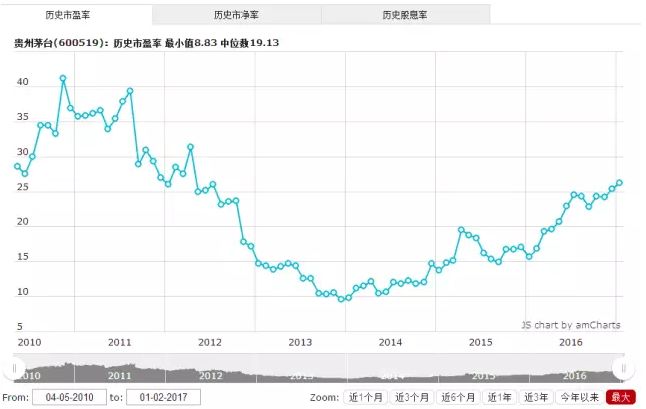 历史市盈率 历史市净率 历史股息率
贵州茅台(600519)：历史市盈率 最小值8.83 中位数19.13
40
35
30
25
20
15
10
5
JS chart by amCharts
2010 2011 2012 2013 2014 2015 2016
2010 2011 2012 2013 2014 2015 2016
From: 04-05-2010 to: 01-02-2017 Zoom: 近1个月 近3个月 近6个月 近1年 近3年 今年以来 最大